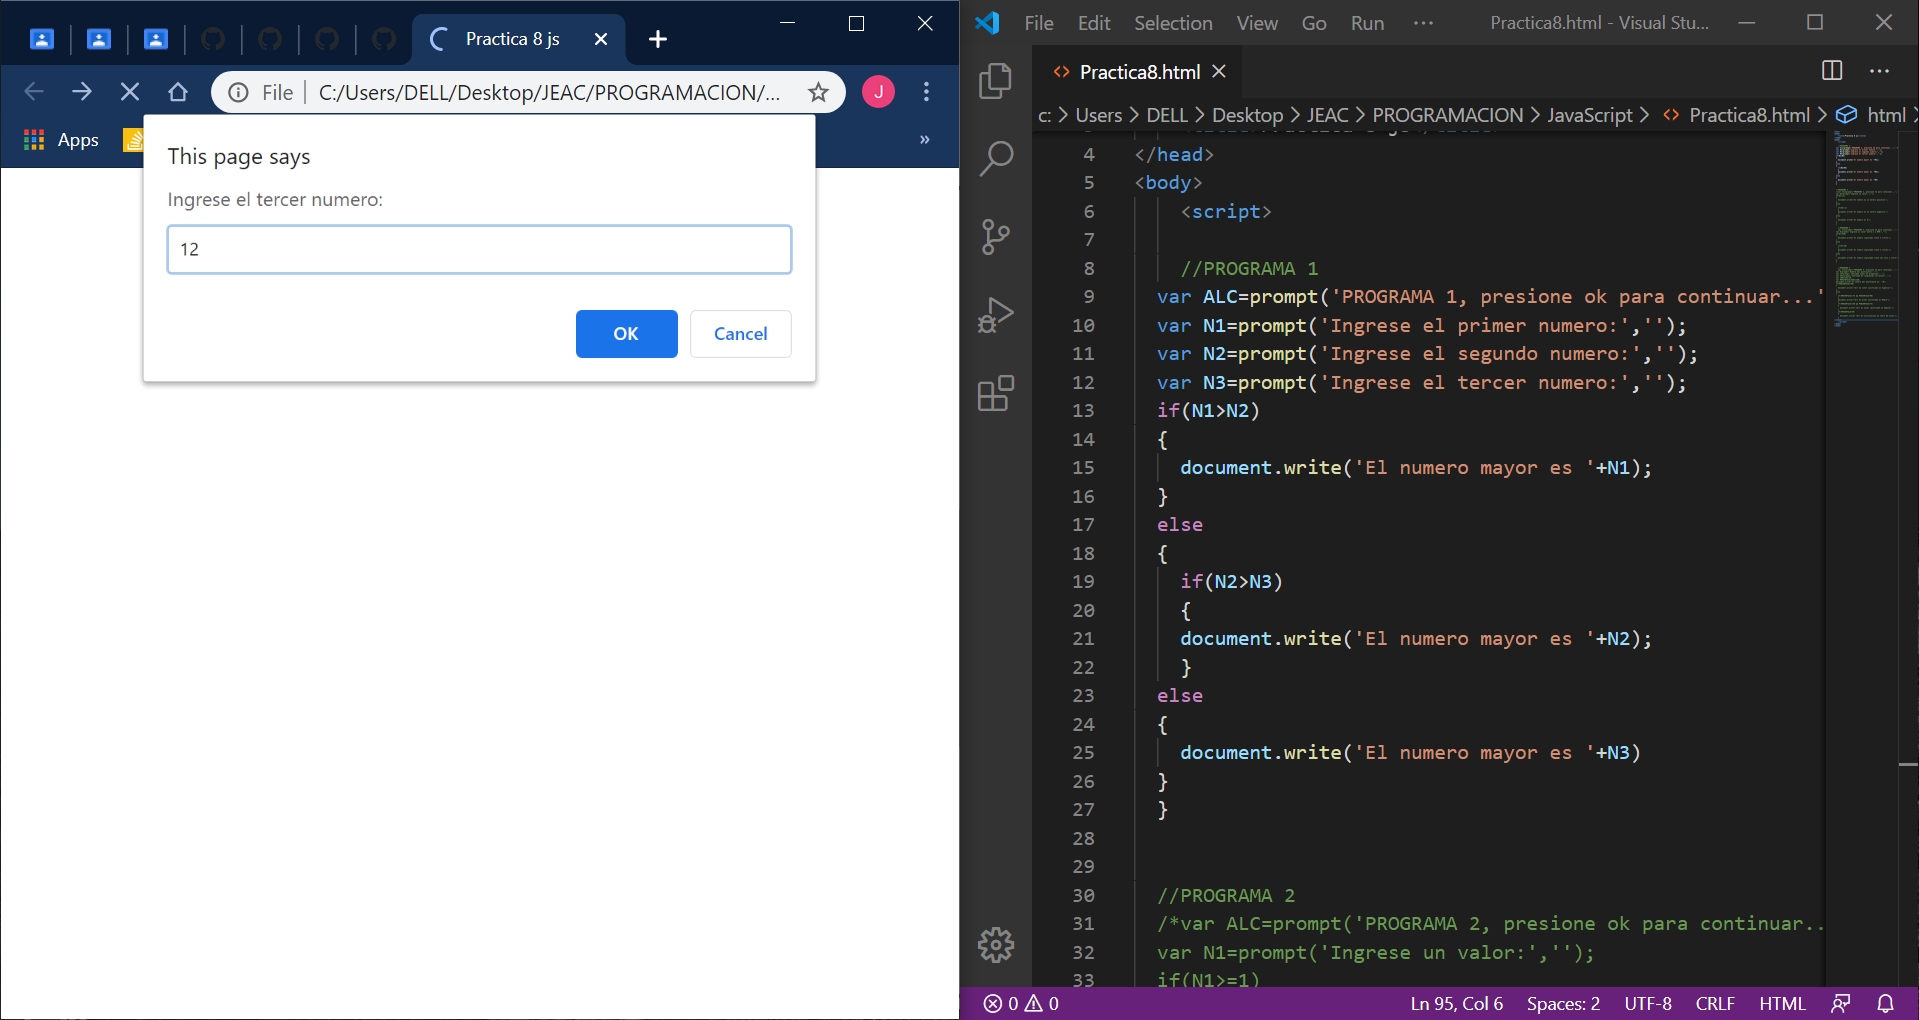 Practica 8 js
File
C:/Users/DELL/Desktop/JEAC/PROGRAMACION/...
J
Apps
»
This page says
Ingrese el tercer numero:
12
OK
Cancel
File Edit Selection View Go Run ··· Practica8.html - Visual Stu...
Practica8.html
c: > Users > DELL > Desktop > JEAC > PROGRAMACION > JavaScript > Practica8.html > html >
4 </head>
5 <body>
6 <script>
7
8 //PROGRAMA 1
9 var ALC=prompt('PROGRAMA 1, presione ok para continuar...'
10 var N1=prompt('Ingrese el primer numero:','');
11 var N2=prompt('Ingrese el segundo numero:','');
12 var N3=prompt('Ingrese el tercer numero:','');
13 if(N1>N2)
14 {
15 document.write('El numero mayor es '+N1);
16 }
17 else
18 {
19 if(N2>N3)
20 {
21 document.write('El numero mayor es '+N2);
22 }
23 else
24 {
25 document.write('El numero mayor es '+N3)
26 }
27 }
28
29
30 //PROGRAMA 2
31 /*var ALC=prompt('PROGRAMA 2, presione ok para continuar..
32 var N1=prompt('Ingrese un valor:','');
33 if(N1>=1)
0 0 Ln 95, Col 6 Spaces: 2 UTF-8 CRLF HTML